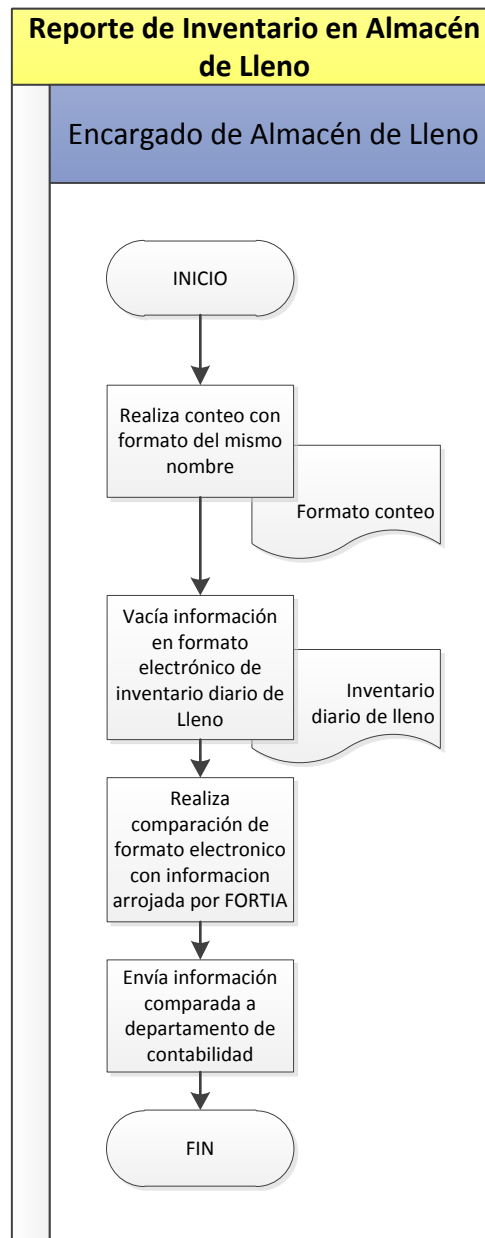 Reporte de Inventario en Almacén
de Lleno
Encargado de Almacén de Lleno
INICIO
Realiza conteo con
formato del mismo
nombre
Formato conteo
Vacía información
en formato
electrónico de
inventario diario de
Lleno
Inventario
diario de lleno
Realiza
comparación de
formato electronico
con informacion
arrojada por FORTIA
Envía información
comparada a
departamento de
contabilidad
FIN